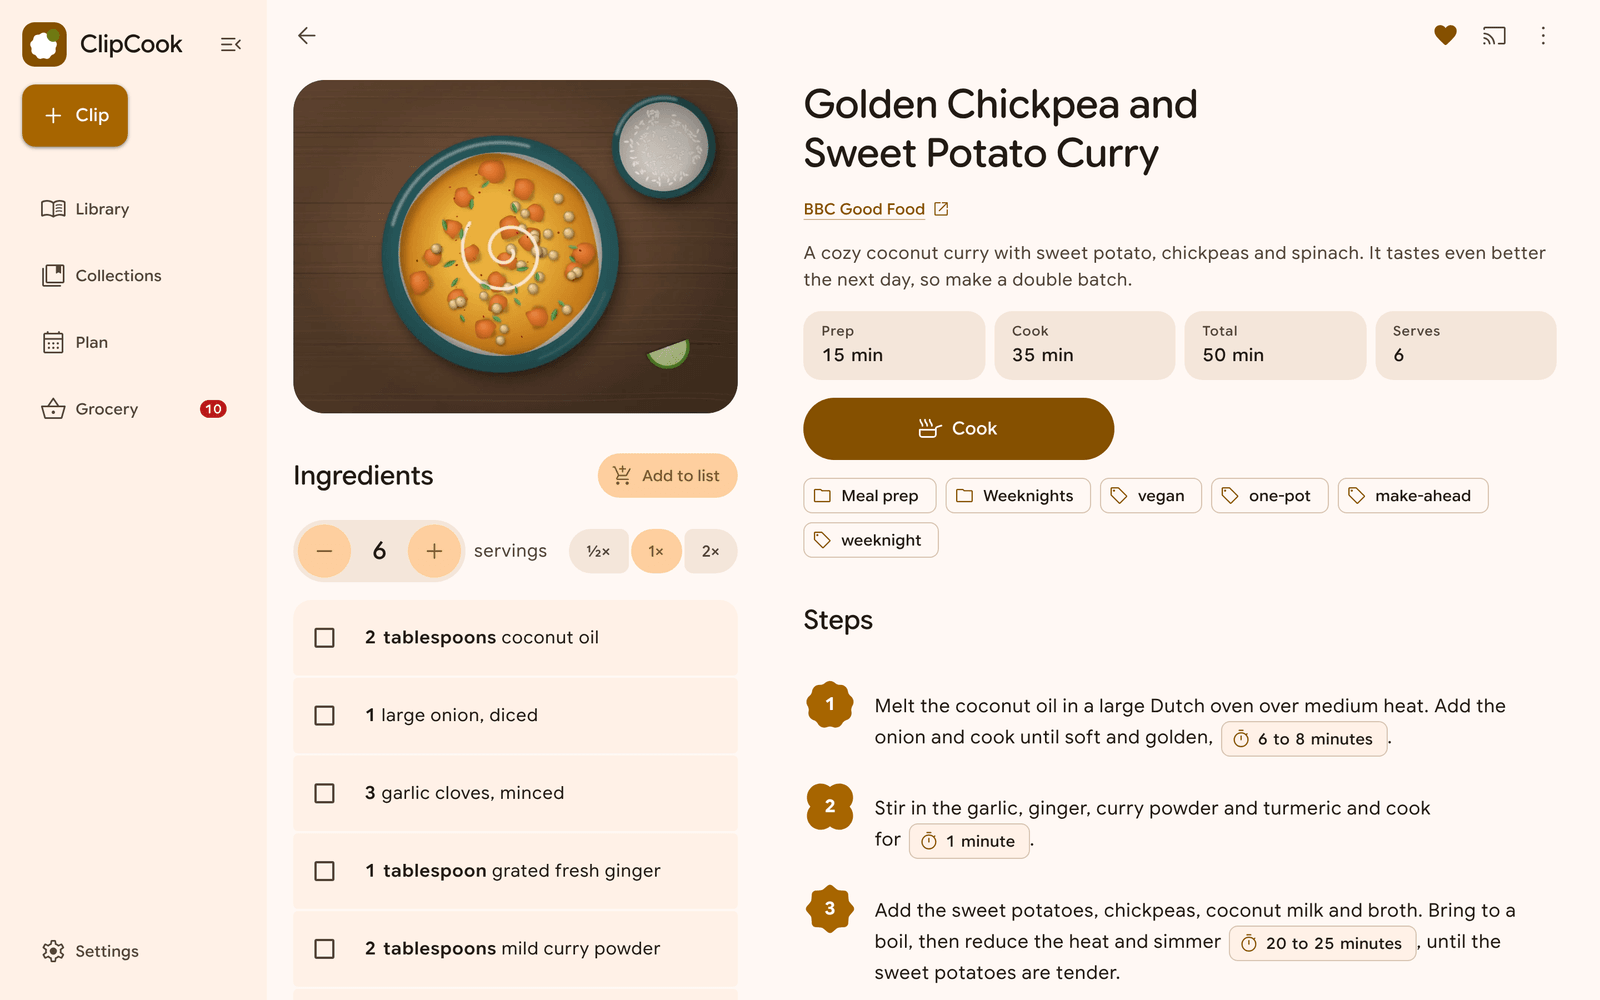 ClipCook
Clip
Library
Collections
Plan
Grocery 10
Settings
Ingredients
Add to list
6 servings ½× 1× 2×
2 tablespoons coconut oil
1 large onion, diced
3 garlic cloves, minced
1 tablespoon grated fresh ginger
2 tablespoons mild curry powder
Golden Chickpea and
Sweet Potato Curry
BBC Good Food
A cozy coconut curry with sweet potato, chickpeas and spinach. It tastes even better
the next day, so make a double batch.
Prep
15 min
Cook
35 min
Total
50 min
Serves
6
Cook
Meal prep Weeknights vegan one-pot make-ahead
weeknight
Steps
1
Melt the coconut oil in a large Dutch oven over medium heat. Add the
onion and cook until soft and golden, 6 to 8 minutes.
2
Stir in the garlic, ginger, curry powder and turmeric and cook
for 1 minute.
3
Add the sweet potatoes, chickpeas, coconut milk and broth. Bring to a
boil, then reduce the heat and simmer 20 to 25 minutes, until the
sweet potatoes are tender.